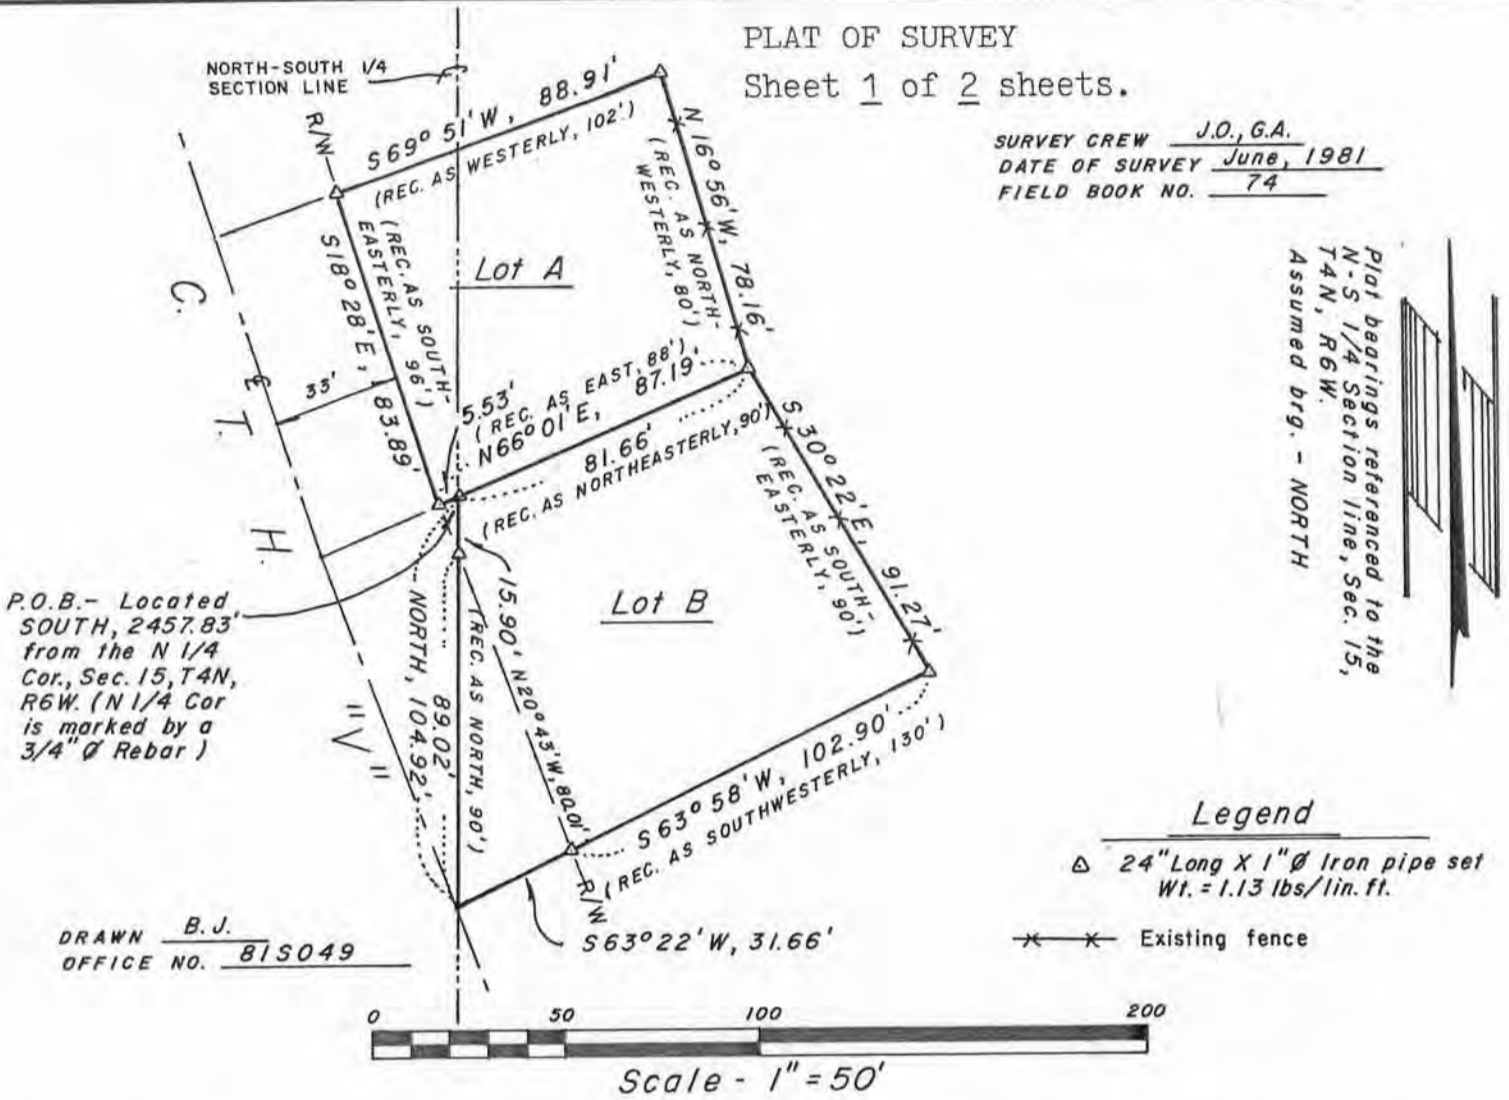 PLAT OF SURVEY
Sheet 1 of 2 sheets.
NORTH-SOUTH 1/4
SECTION LINE
SURVEY CREW J.O., G.A.
DATE OF SURVEY June, 1981
FIELD BOOK NO. 74
R/W
S 69° 51' W, 88.91'
(REC. AS WESTERLY, 102')
N 16° 56' W, 78.16'
(REC. AS NORTH-
WESTERLY, 80')
S 18° 28' E, 83.89'
(REC. AS SOUTH-
EASTERLY, 96')
Lot A
Plat bearings referenced to the
N-S 1/4 Section line, Sec. 15,
T4N, R6W.
Assumed brg. - NORTH
C. T. H. "V"
℄
33'
5.53'
(REC. AS EAST, 88')
N 66° 01' E, 87.19'
81.66'
(REC. AS NORTHEASTERLY, 90')
S 30° 22' E, 91.27'
(REC. AS SOUTH-
EASTERLY, 90')
Lot B
P.O.B. - Located
SOUTH, 2457.83'
from the N 1/4
Cor., Sec. 15, T4N,
R6W. (N 1/4 Cor
is marked by a
3/4" Ø Rebar)
NORTH, 104.92'
89.02'
15.90'
(REC. AS NORTH, 90')
N 20° 43' W, 80.01'
S 63° 58' W, 102.90'
(REC. AS SOUTHWESTERLY, 130')
R/W
S 63° 22' W, 31.66'
Legend
△ 24" Long X 1" Ø Iron pipe set
Wt. = 1.13 lbs/lin. ft.
Existing fence
DRAWN B.J.
OFFICE NO. 81S049
0 50 100 200
Scale - 1" = 50'